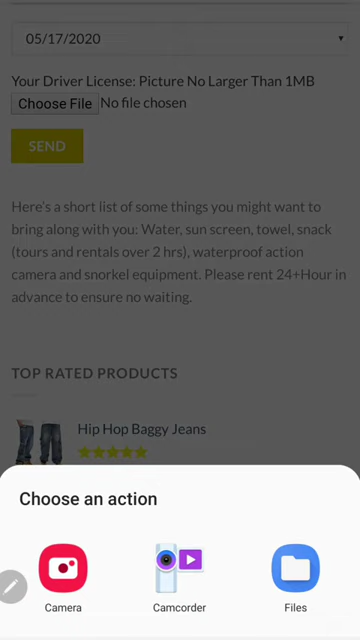 05/17/2020
Your Driver License: Picture No Larger Than 1MB
Choose File No file chosen
SEND
Here's a short list of some things you might want to
bring along with you: Water, sun screen, towel, snack
(tours and rentals over 2 hrs), waterproof action
camera and snorkel equipment. Please rent 24+Hour in
advance to ensure no waiting.
TOP RATED PRODUCTS
Hip Hop Baggy Jeans
Choose an action
Camera
Camcorder
Files